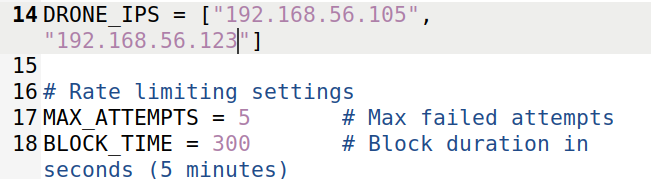 14 DRONE_IPS = ["192.168.56.105",
"192.168.56.123"]
15
16 # Rate limiting settings
17 MAX_ATTEMPTS = 5 # Max failed attempts
18 BLOCK_TIME = 300 # Block duration in
seconds (5 minutes)